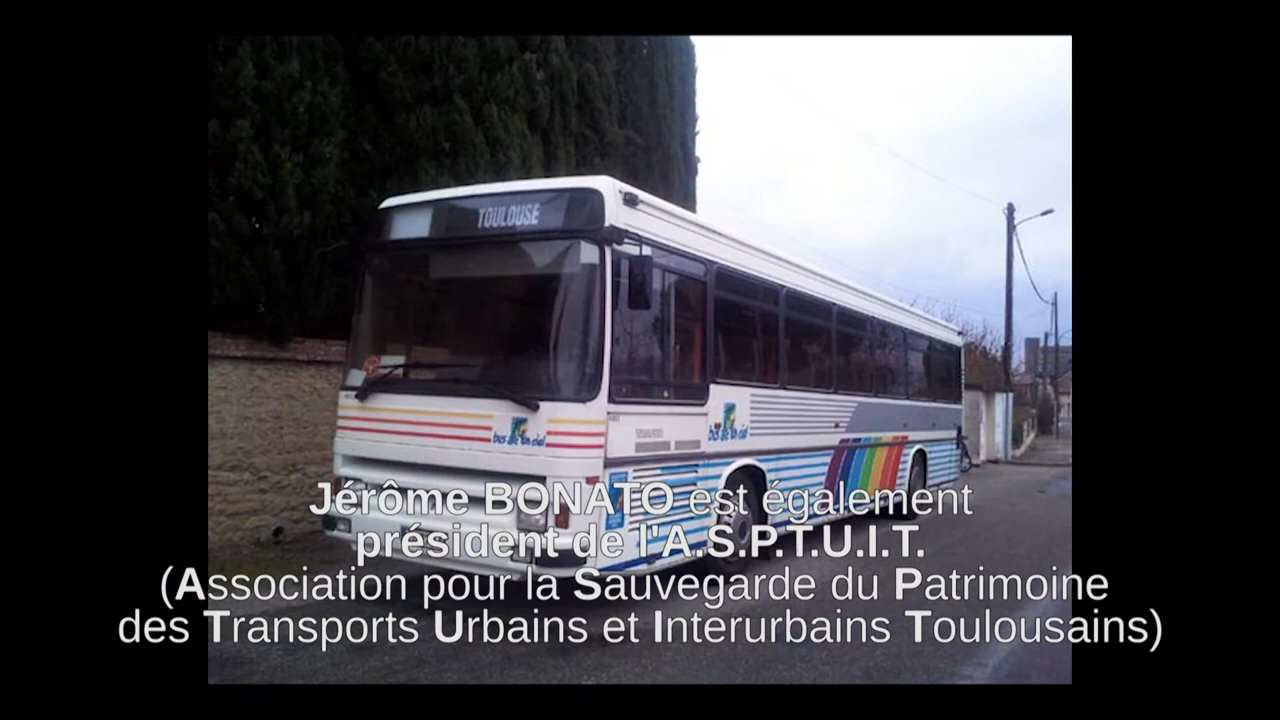 TOULOUSE
bus arc en ciel
bus arc en ciel
Jérôme BONATO est également
président de l'A.S.P.T.U.I.T.
(Association pour la Sauvegarde du Patrimoine
des Transports Urbains et Interurbains Toulousains)